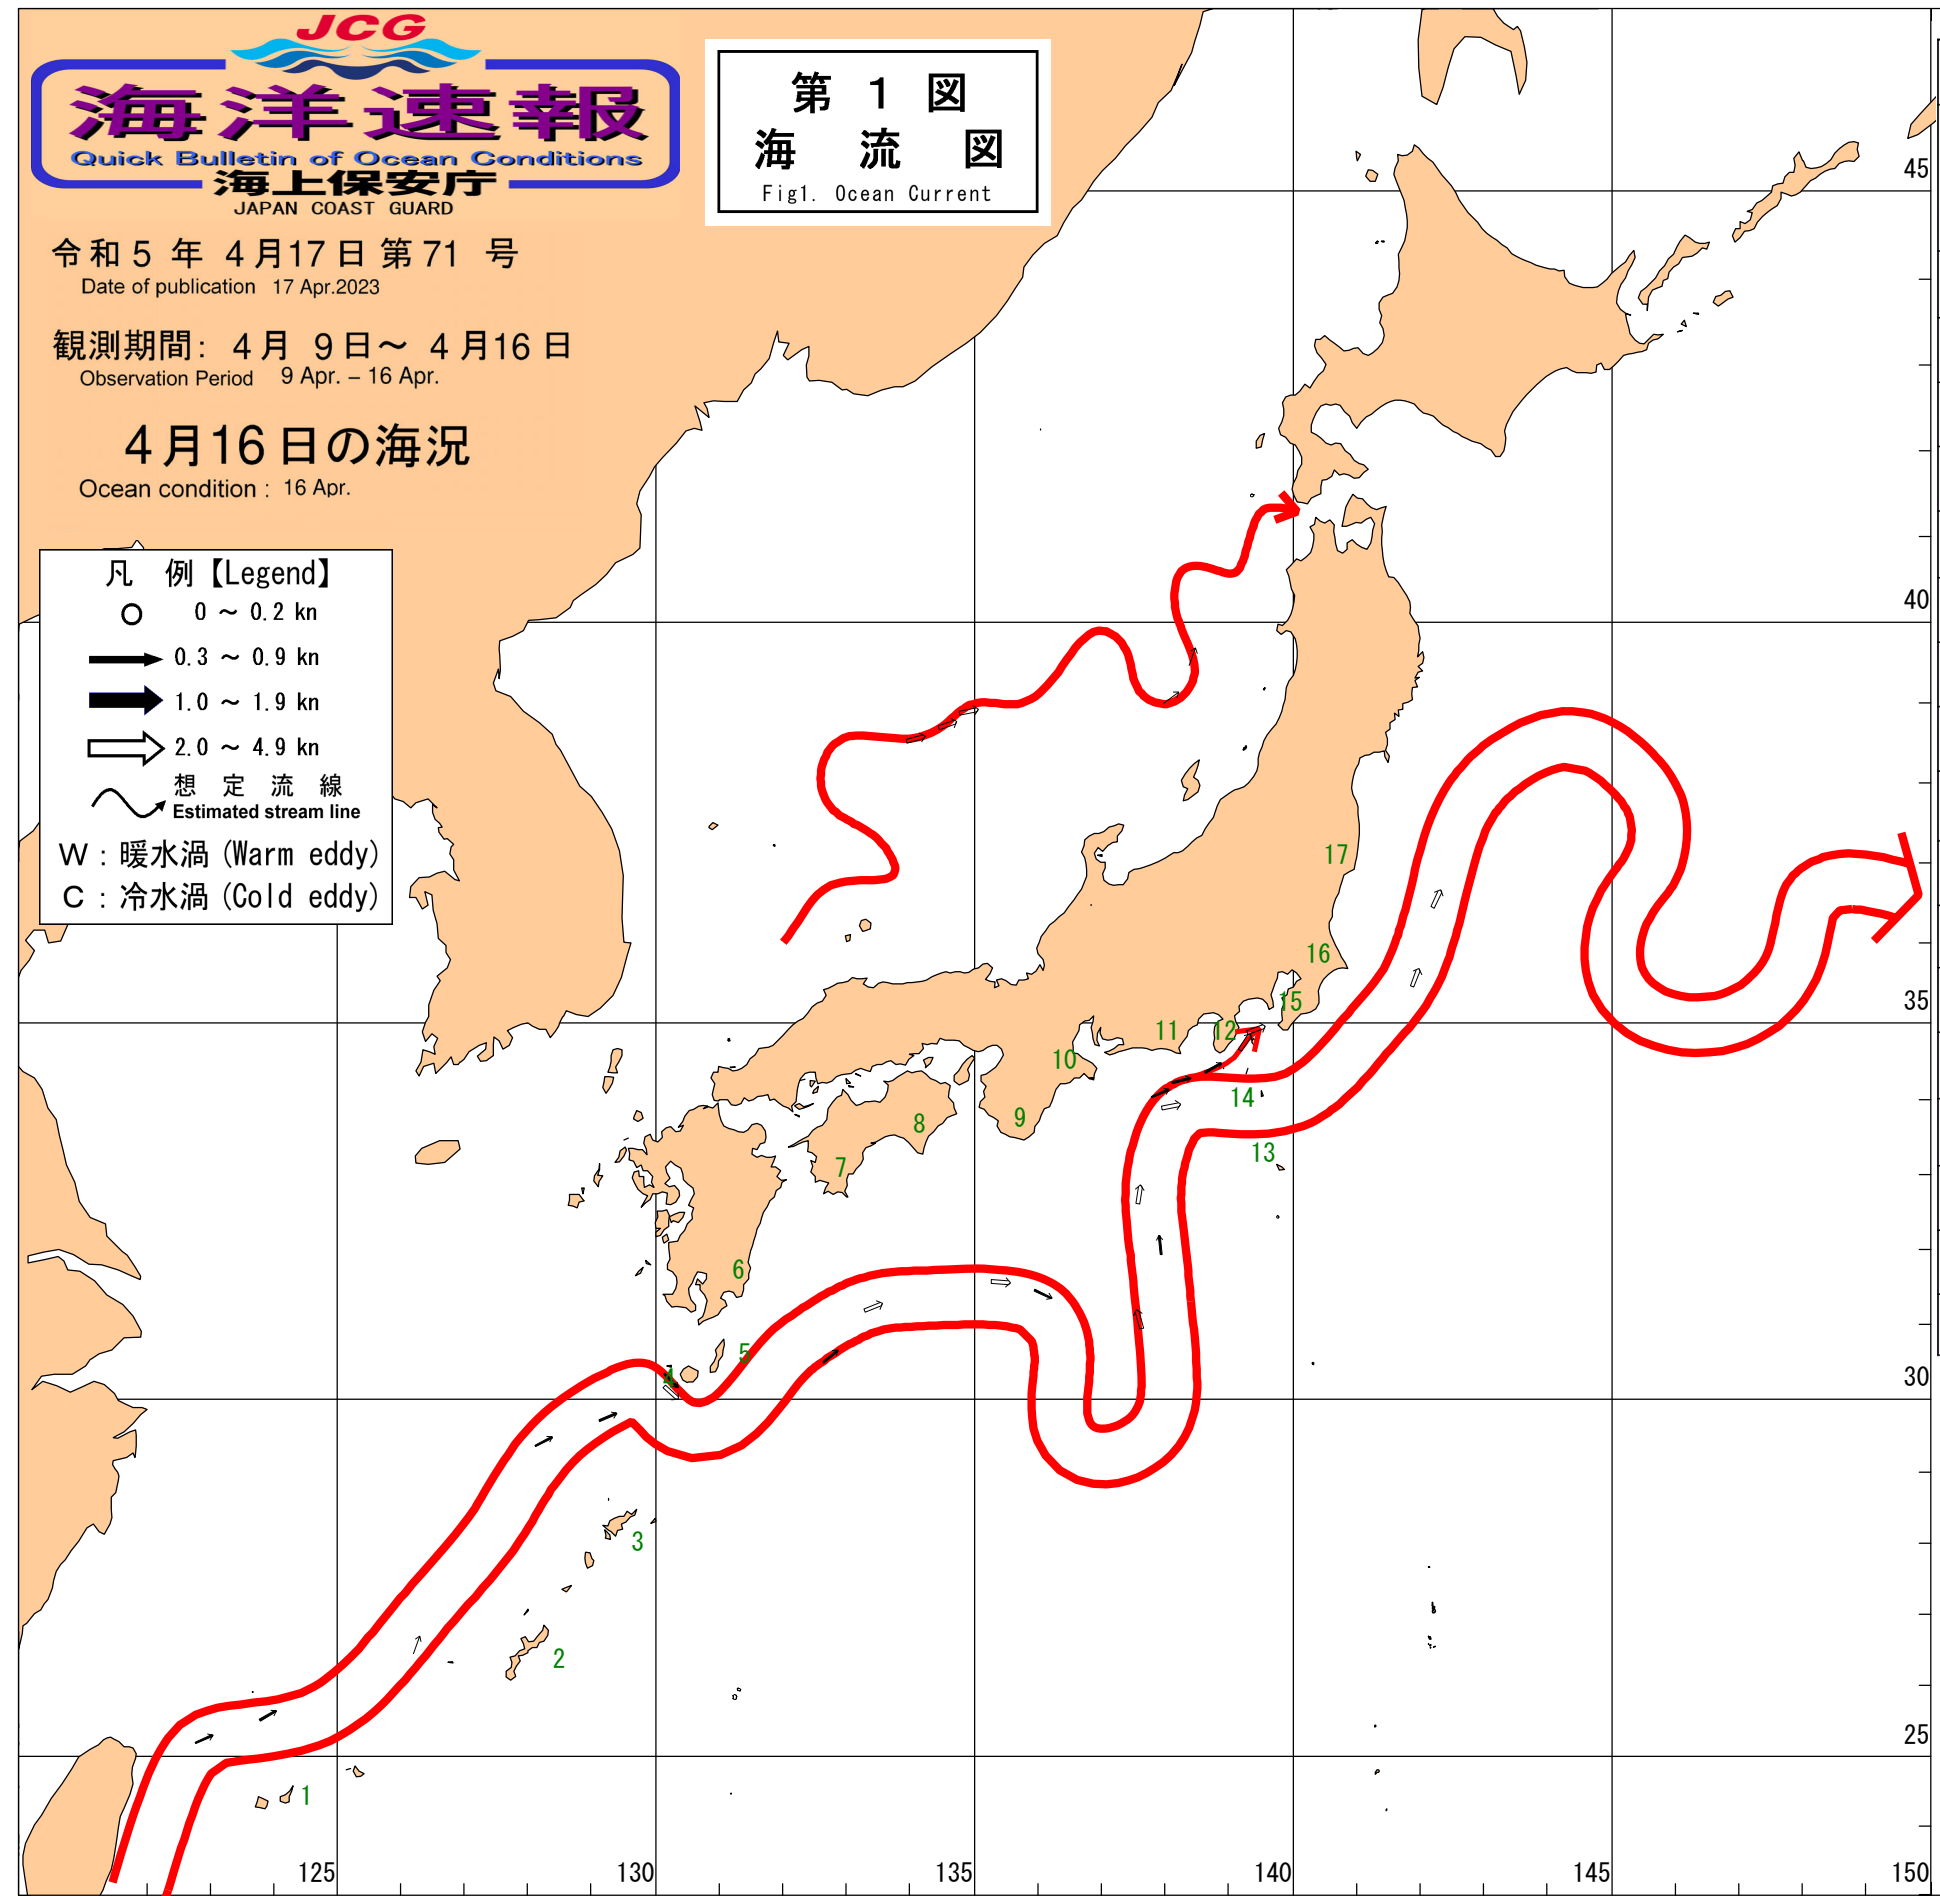 JCG
海洋速報
Quick Bulletin of Ocean Conditions
海上保安庁
JAPAN COAST GUARD
第 1 図
海 流 図
Fig1. Ocean Current
令和 5 年 4月17日 第 71 号
Date of publication 17 Apr.2023
観測期間: 4月 9日～ 4月16日
Observation Period 9 Apr. – 16 Apr.
4月16日の海況
Ocean condition : 16 Apr.
凡 例【Legend】
0 ～ 0.2 kn
0.3 ～ 0.9 kn
1.0 ～ 1.9 kn
2.0 ～ 4.9 kn
想 定 流 線
Estimated stream line
W : 暖水渦 (Warm eddy)
C : 冷水渦 (Cold eddy)
45
40
35
30
25
17
16
15
11
12
10
14
9
8
13
7
6
5
4
3
2
1
125
130
135
140
145
150